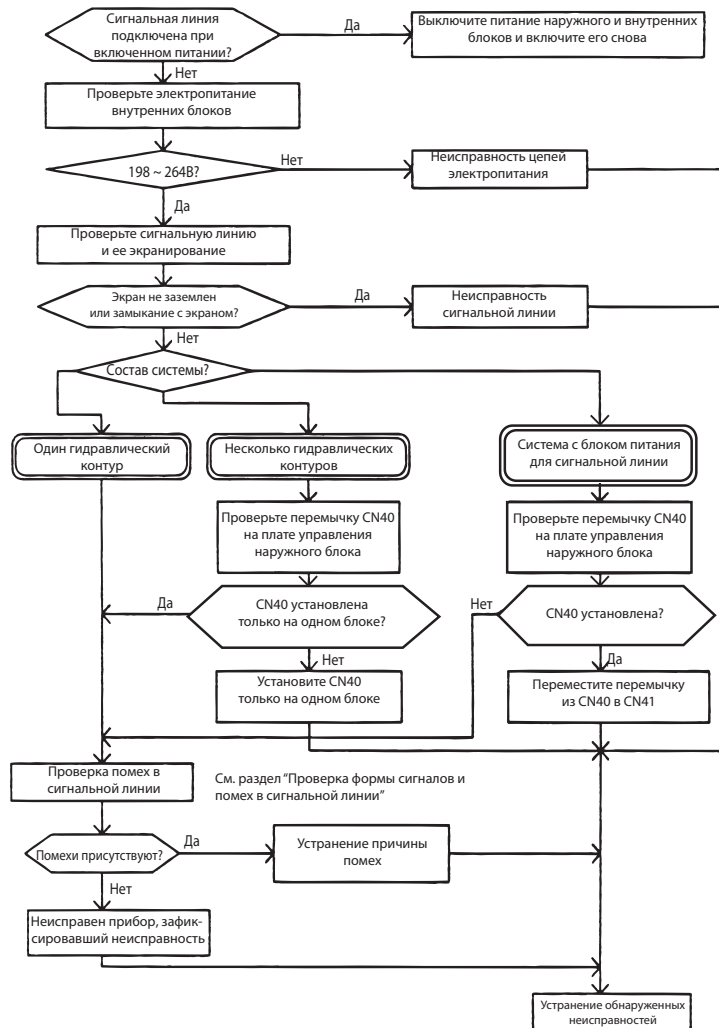 Сигнальная линия
подключена при
включенном питании?
Да
Выключите питание наружного и внутренних
блоков и включите его снова
Нет
Проверьте электропитание
внутренних блоков
198 ~ 264В?
Нет
Неисправность цепей
электропитания
Да
Проверьте сигнальную линию
и ее экранирование
Экран не заземлен
или замыкание с экраном?
Да
Неисправность
сигнальной линии
Нет
Состав системы?
Один гидравлический
контур
Несколько гидравлических
контуров
Система с блоком питания
для сигнальной линии
Проверьте перемычку CN40
на плате управления
наружного блока
Проверьте перемычку CN40
на плате управления
наружного блока
Да
CN40 установлена
только на одном блоке?
Нет
CN40 установлена?
Нет
Да
Установите CN40
только на одном блоке
Переместите перемычку
из CN40 в CN41
Проверка помех в
сигнальной линии
См. раздел "Проверка формы сигналов и
помех в сигнальной линии"
Помехи присутствуют?
Да
Устранение причины
помех
Нет
Неисправен прибор, зафик-
сировавший неисправность
Устранение обнаруженных
неисправностей